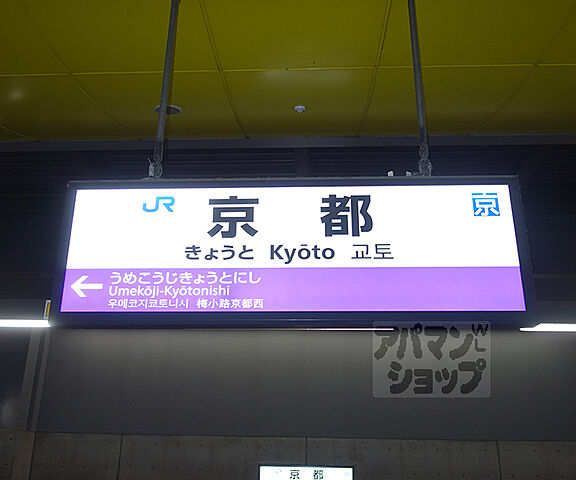 JR 京都 京
きょうと Kyōto 교토
← うめこうじきょうとにし
Umekōji-Kyōtonishi
우메코지교토니시 梅小路京都西
アパマンショップ
WILL
京都